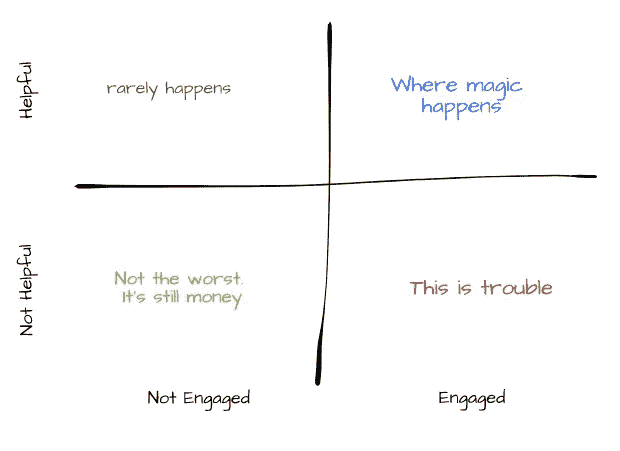 Helpful
rarely happens
Where magic
happens
Not Helpful
Not the worst.
It's still money
This is trouble
Not Engaged
Engaged